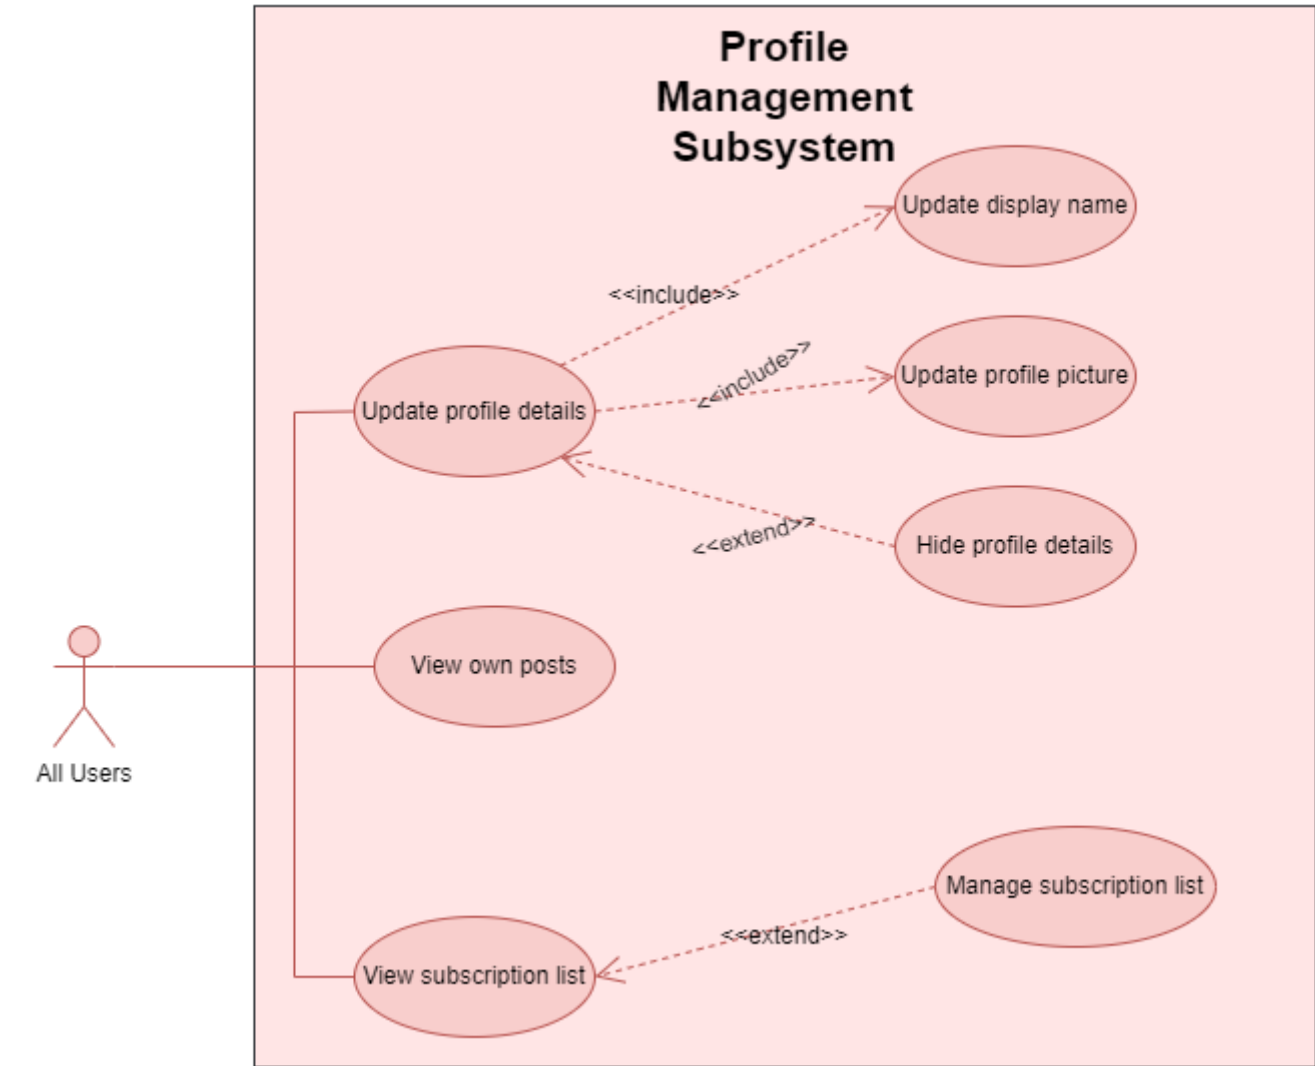 Profile
Management
Subsystem
Update display name
<<include>>
<<include>>
Update profile picture
Update profile details
<<extend>>
Hide profile details
View own posts
All Users
Manage subscription list
<<extend>>
View subscription list